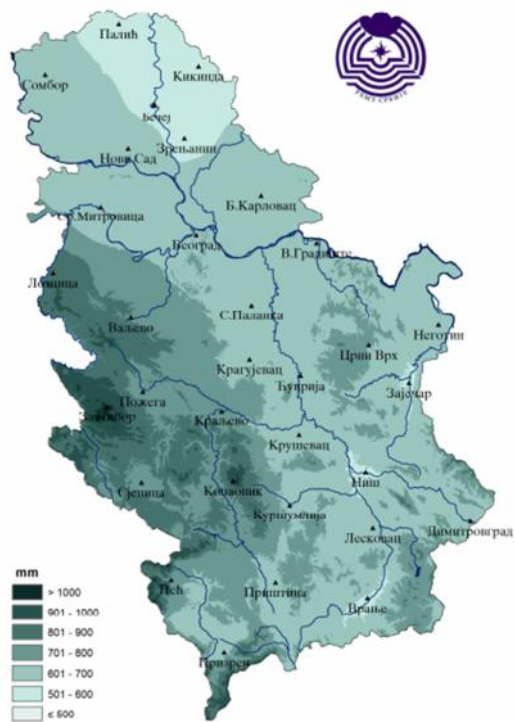 Палић
Кикинда
Сомбор
Бечеј
Зрењанин
Нови Сад
Б.Карловац
Ср.Митровица
Београд
В.Градиште
Лозница
С.Паланка
Ваљево
Неготин
Црни Врх
Крагујевац
Ћуприја
Зајечар
Пожега
Златибор
Краљево
Крушевац
Ниш
Сјеница
Копаоник
Куршумлија
Димитровград
Лесковац
Пећ
Приштина
Врање
Призрен
mm
> 1000
901 - 1000
801 - 900
701 - 800
601 - 700
501 - 600